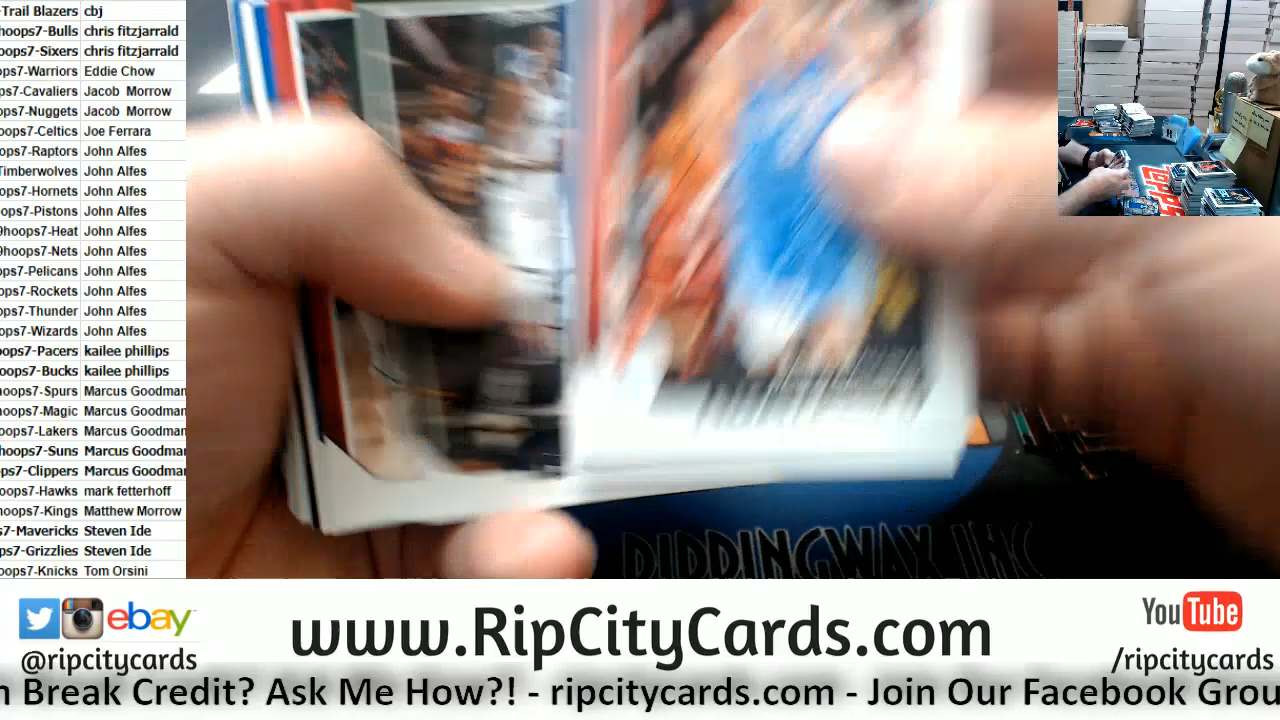 -Trail Blazers cbj
hoops7-Bulls chris fitzjarrald
oops7-Sixers chris fitzjarrald
ops7-Warriors Eddie Chow
ps7-Cavaliers Jacob Morrow
ops7-Nuggets Jacob Morrow
oops7-Celtics Joe Ferrara
ops7-Raptors John Alfes
Timberwolves John Alfes
ops7-Hornets John Alfes
ops7-Pistons John Alfes
9hoops7-Heat John Alfes
9hoops7-Nets John Alfes
ops7-Pelicans John Alfes
ops7-Rockets John Alfes
ops7-Thunder John Alfes
ops7-Wizards John Alfes
oops7-Pacers kailee phillips
oops7-Bucks kailee phillips
hoops7-Spurs Marcus Goodman
oops7-Magic Marcus Goodman
oops7-Lakers Marcus Goodman
hoops7-Suns Marcus Goodman
ops7-Clippers Marcus Goodman
oops7-Hawks mark fetterhoff
hoops7-Kings Matthew Morrow
s7-Mavericks Steven Ide
ps7-Grizzlies Steven Ide
oops7-Knicks Tom Orsini
ebay
@ripcitycards
www.RipCityCards.com
YouTube
/ripcitycards
n Break Credit? Ask Me How?! - ripcitycards.com - Join Our Facebook Grou